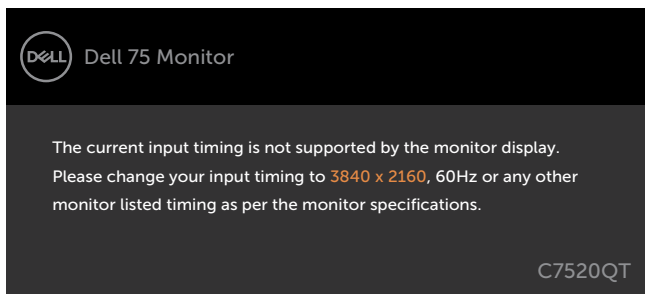 DELL
Dell 75 Monitor
The current input timing is not supported by the monitor display.
Please change your input timing to 3840 x 2160, 60Hz or any other
monitor listed timing as per the monitor specifications.
C7520QT